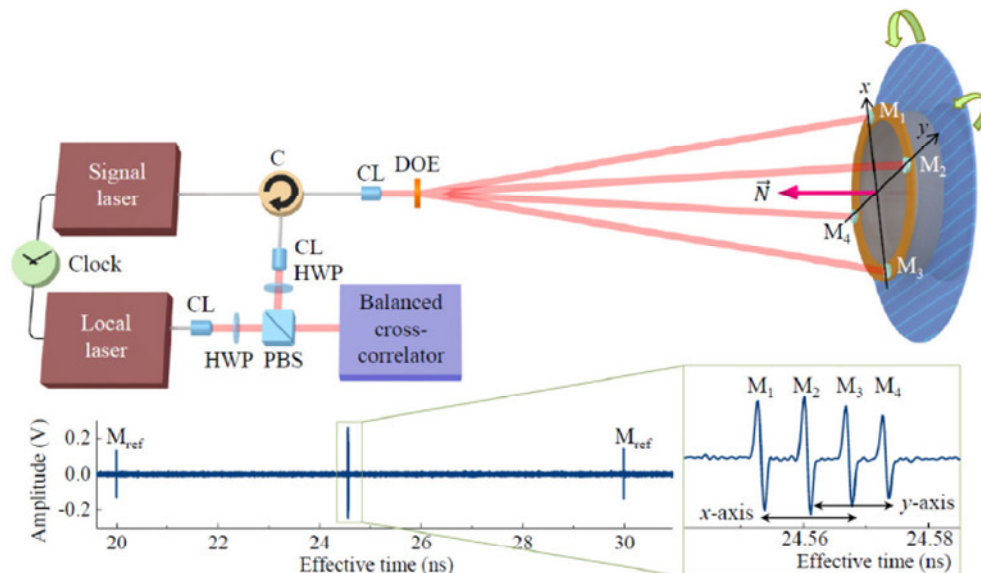 Signal
laser
C
CL
DOE
x
M1
y
M2
N
M4
M3
Clock
CL
HWP
Local
laser
CL
HWP PBS
Balanced
cross-
correlator
Amplitude (V)
0.2
0.0
-0.2
Mref
Mref
20 22 24 26 28 30
Effective time (ns)
M1 M2 M3 M4
x-axis
y-axis
24.56 24.58
Effective time (ns)